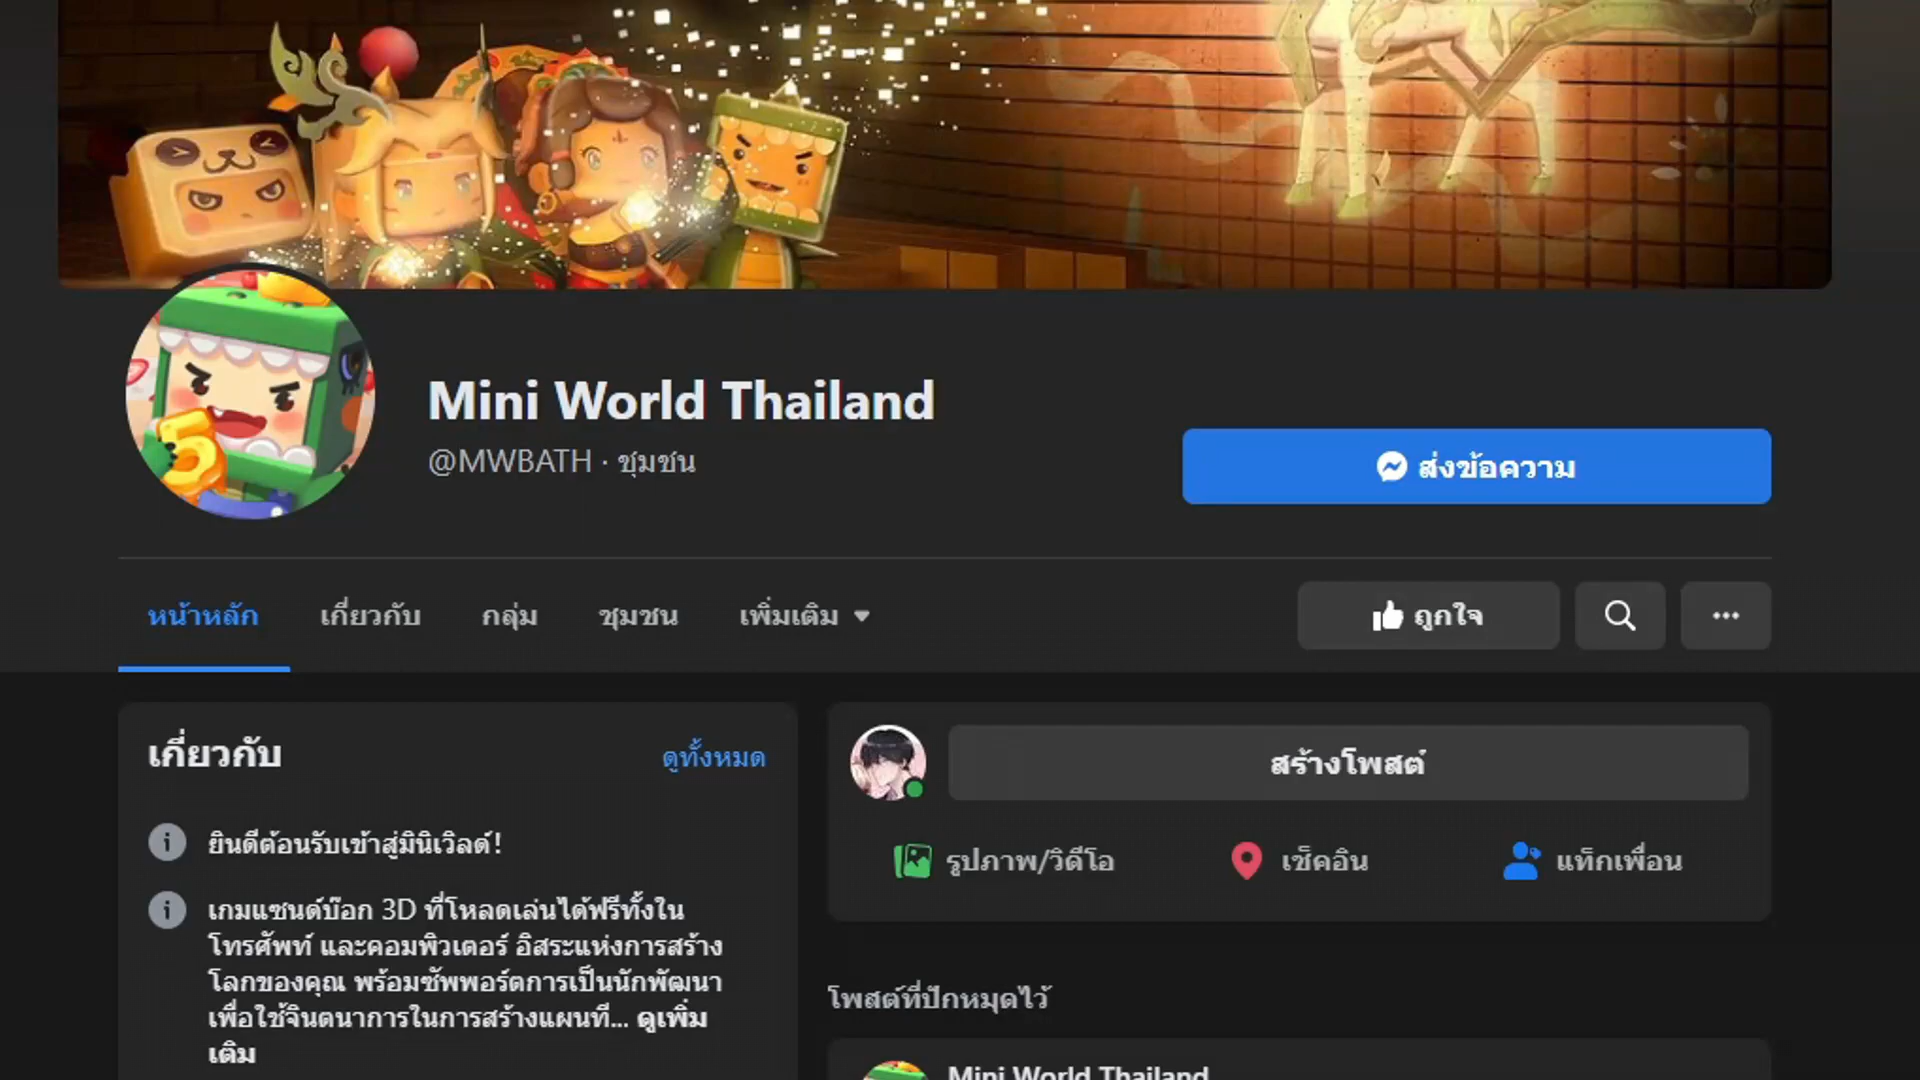 Mini World Thailand
@MWBATH · ชุมชน
ส่งข้อความ
หน้าหลัก
เกี่ยวกับ
กลุ่ม
ชุมชน
เพิ่มเติม
ถูกใจ
เกี่ยวกับ
ดูทั้งหมด
ยินดีต้อนรับเข้าสู่มินิเวิลด์!
เกมแซนด์บ๊อก 3D ที่โหลดเล่นได้ฟรีทั้งใน
โทรศัพท์ และคอมพิวเตอร์ อิสระแห่งการสร้าง
โลกของคุณ พร้อมซัพพอร์ตการเป็นนักพัฒนา
เพื่อใช้จินตนาการในการสร้างแผนที่... ดูเพิ่ม
เติม
สร้างโพสต์
รูปภาพ/วิดีโอ
เช็คอิน
แท็กเพื่อน
โพสต์ที่ปักหมุดไว้
Mini World Thailand